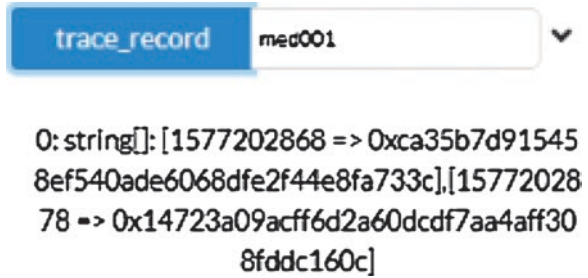 trace_record med001
0: string[]: [1577202868 => 0xca35b7d91545
8ef540ade6068dfe2f44e8fa733c],[15772028
78 => 0x14723a09acff6d2a60dcdf7aa4aff30
8fddc160c]